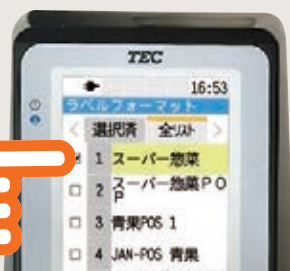 TEC
16:53
ラベルフォーマット
< 選択済 全リスト >
1 スーパー惣菜
2 スーパー惣菜PO
P
3 青果POS 1
4 JAN-POS 青果